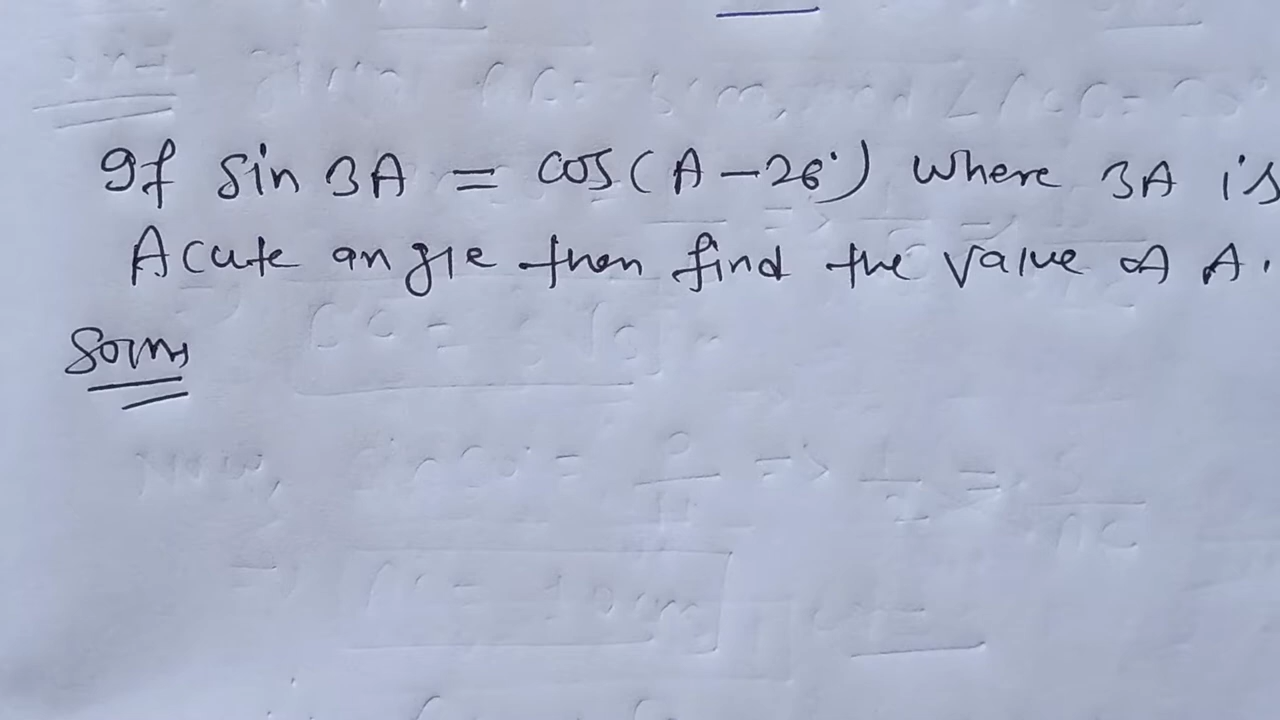 If sin 3A = cos(A-26°) where 3A is
Acute angle then find the value of A.
Soln,